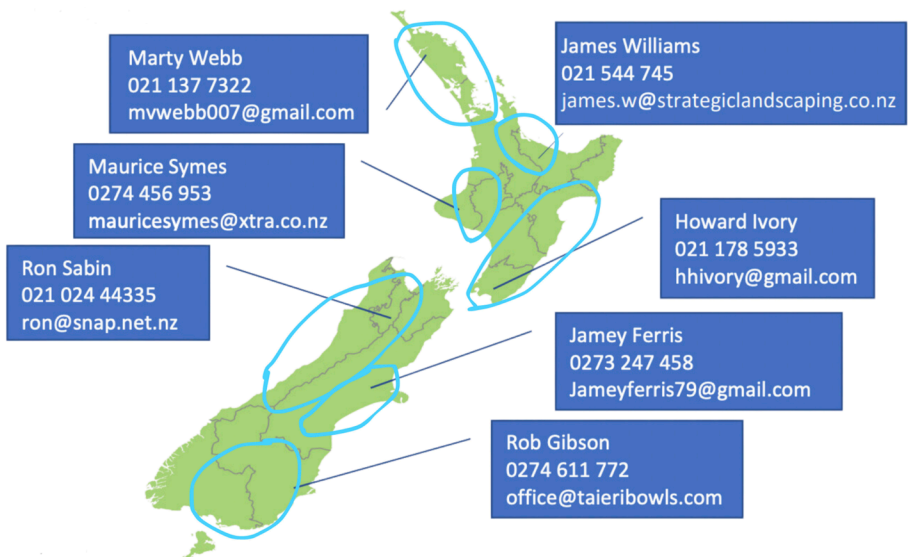 Marty Webb
021 137 7322
mvwebb007@gmail.com
James Williams
021 544 745
james.w@strategiclandscaping.co.nz
Maurice Symes
0274 456 953
mauricesymes@xtra.co.nz
Howard Ivory
021 178 5933
hhivory@gmail.com
Ron Sabin
021 024 44335
ron@snap.net.nz
Jamey Ferris
0273 247 458
Jameyferris79@gmail.com
Rob Gibson
0274 611 772
office@taieribowls.com